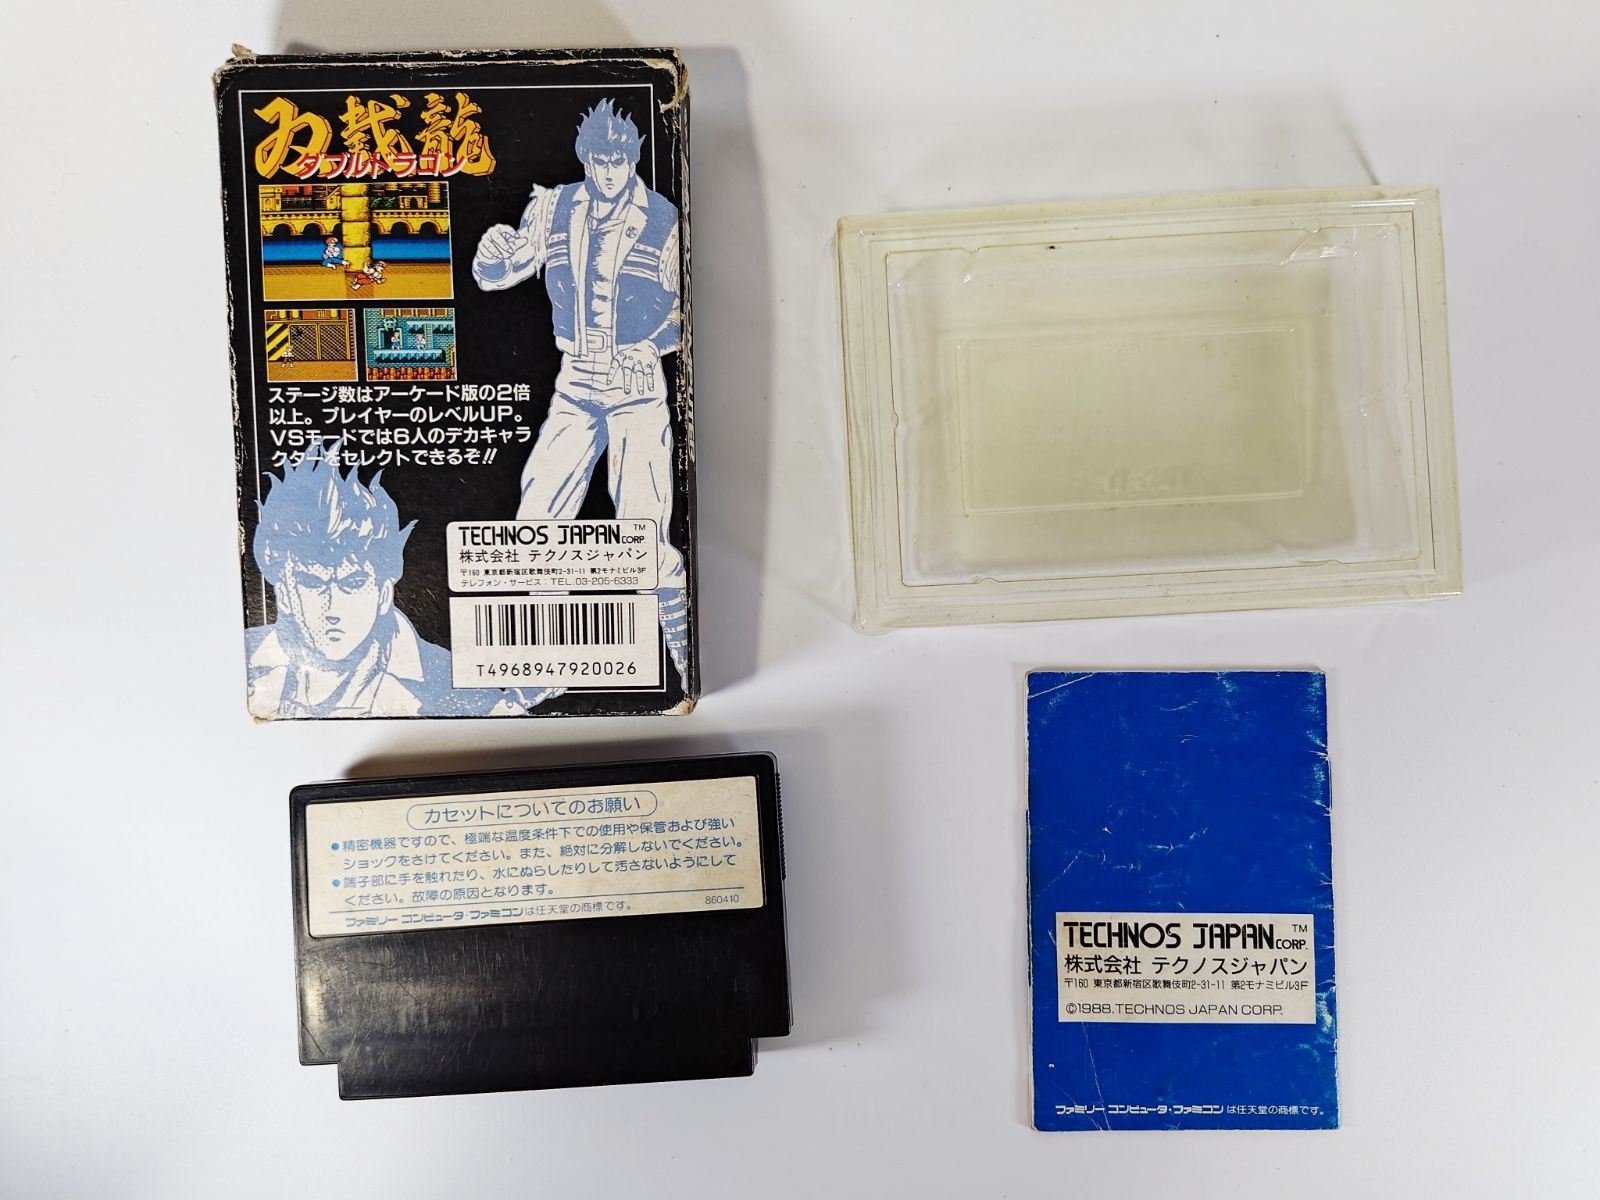 双截龍
ダブルドラゴン
ステージ数はアーケード版の2倍
以上。プレイヤーのレベルUP。
VSモードでは6人のデカキャラ
クターをセレクトできるぞ!!
TECHNOS JAPAN CORP. TM
株式会社 テクノスジャパン
〒160 東京都新宿区歌舞伎町2-31-11 第2モナミビル3F
テレフォン・サービス: TEL.03-205-6333
T4968947920026
カセットについてのお願い
●精密機器ですので、極端な温度条件下での使用や保管および強い
ショックをさけてください。また、絶対に分解しないでください。
●端子部に手を触れたり、水にぬらしたりして汚さないようにして
ください。故障の原因となります。
860410
ファミリー コンピュータ・ファミコンは任天堂の商標です。
TECHNOS JAPAN CORP. TM
株式会社 テクノスジャパン
〒160 東京都新宿区歌舞伎町2-31-11 第2モナミビル3F
©1988.TECHNOS JAPAN CORP.
ファミリー コンピュータ・ファミコンは任天堂の商標です。